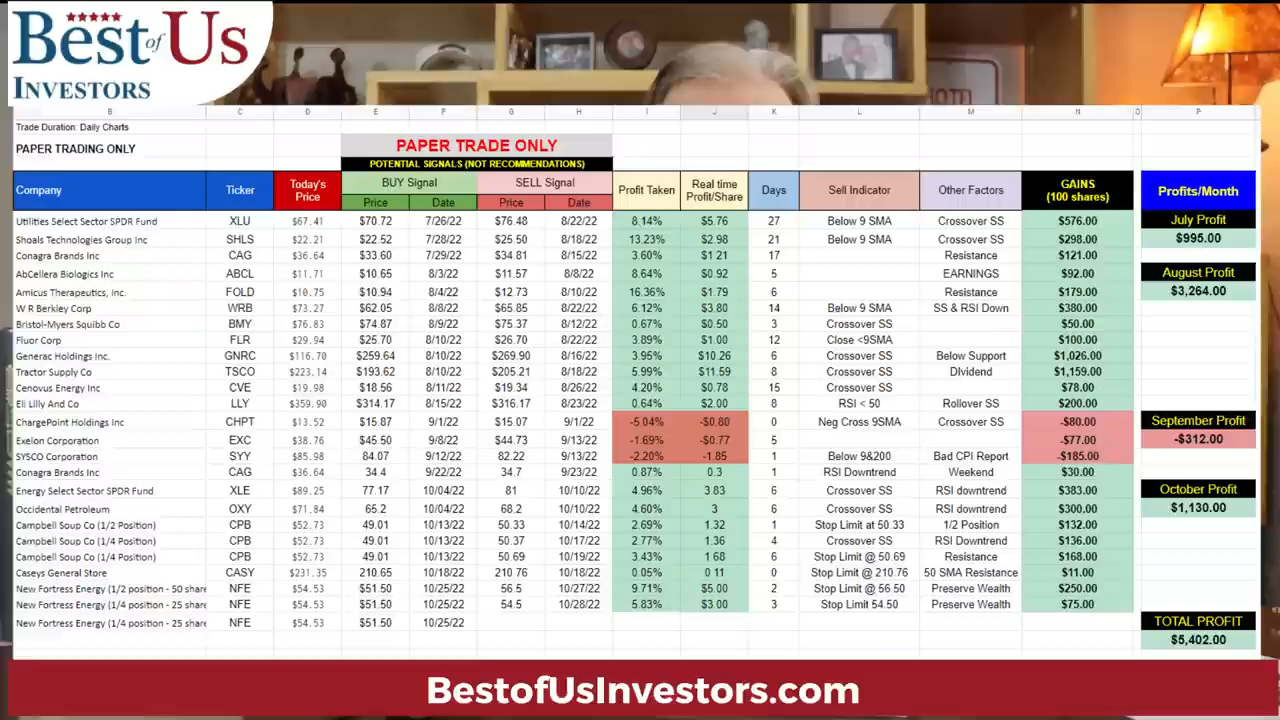 Best of Us
INVESTORS
B C D E F G H I J K L M N O P
Trade Duration: Daily Charts
PAPER TRADING ONLY
PAPER TRADE ONLY
POTENTIAL SIGNALS (NOT RECOMMENDATIONS)
Company Ticker Today's Price BUY Signal SELL Signal Profit Taken Real time Profit/Share Days Sell Indicator Other Factors GAINS (100 shares) Profits/Month
Price Date Price Date
Utilities Select Sector SPDR Fund XLU $67.41 $70.72 7/26/22 $76.48 8/22/22 8.14% $5.76 27 Below 9 SMA Crossover SS $576.00 July Profit
Shoals Technologies Group Inc SHLS $22.21 $22.52 7/28/22 $25.50 8/18/22 13.23% $2.98 21 Below 9 SMA Crossover SS $298.00 $995.00
Conagra Brands Inc CAG $36.64 $33.60 7/29/22 $34.81 8/15/22 3.60% $1.21 17 Resistance $121.00
AbCellera Biologics Inc ABCL $11.71 $10.65 8/3/22 $11.57 8/8/22 8.64% $0.92 5 EARNINGS $92.00 August Profit
Amicus Therapeutics, Inc. FOLD $10.75 $10.94 8/4/22 $12.73 8/10/22 16.36% $1.79 6 Resistance $179.00 $3,264.00
W R Berkley Corp WRB $73.27 $62.05 8/8/22 $65.85 8/22/22 6.12% $3.80 14 Below 9 SMA SS & RSI Down $380.00
Bristol-Myers Squibb Co BMY $76.83 $74.87 8/9/22 $75.37 8/12/22 0.67% $0.50 3 Crossover SS $50.00
Fluor Corp FLR $29.94 $25.70 8/10/22 $26.70 8/22/22 3.89% $1.00 12 Close <9SMA $100.00
Generac Holdings Inc. GNRC $116.70 $259.64 8/10/22 $269.90 8/16/22 3.95% $10.26 6 Crossover SS Below Support $1,026.00
Tractor Supply Co TSCO $223.14 $193.62 8/10/22 $205.21 8/18/22 5.99% $11.59 8 Crossover SS DIvidend $1,159.00
Cenovus Energy Inc CVE $19.98 $18.56 8/11/22 $19.34 8/26/22 4.20% $0.78 15 Crossover SS $78.00
Eli Lilly And Co LLY $359.90 $314.17 8/15/22 $316.17 8/23/22 0.64% $2.00 8 RSI < 50 Rollover SS $200.00
ChargePoint Holdings Inc CHPT $13.52 $15.87 9/1/22 $15.07 9/1/22 -5.04% -$0.80 0 Neg Cross 9SMA Crossover SS -$80.00 September Profit
Exelon Corporation EXC $38.76 $45.50 9/8/22 $44.73 9/13/22 -1.69% -$0.77 5 -$77.00 -$312.00
SYSCO Corporation SYY $85.98 84.07 9/12/22 82.22 9/13/22 -2.20% -1.85 1 Below 9&200 Bad CPI Report -$185.00
Conagra Brands Inc CAG $36.64 34.4 9/22/22 34.7 9/23/22 0.87% 0.3 1 RSI Downtrend Weekend $30.00
Energy Select Sector SPDR Fund XLE $89.25 77.17 10/04/22 81 10/10/22 4.96% 3.83 6 Crossover SS RSI downtrend $383.00 October Profit
Occidental Petroleum OXY $71.84 65.2 10/04/22 68.2 10/10/22 4.60% 3 6 Crossover SS RSI downtrend $300.00 $1,130.00
Campbell Soup Co (1/2 Position) CPB $52.73 49.01 10/13/22 50.33 10/14/22 2.69% 1.32 1 Stop Limit at 50.33 1/2 Position $132.00
Campbell Soup Co (1/4 Position) CPB $52.73 49.01 10/13/22 50.37 10/17/22 2.77% 1.36 4 Crossover SS RSI Downtrend $136.00
Campbell Soup Co (1/4 Position) CPB $52.73 49.01 10/13/22 50.69 10/19/22 3.43% 1.68 6 Stop Limit @ 50.69 Resistance $168.00
Caseys General Store CASY $231.35 210.65 10/18/22 210.76 10/18/22 0.05% 0.11 0 Stop Limit @ 210.76 50 SMA Resistance $11.00
New Fortress Energy (1/2 position - 50 share NFE $54.53 $51.50 10/25/22 56.5 10/27/22 9.71% $5.00 2 Stop Limit @ 56.50 Preserve Wealth $250.00
New Fortress Energy (1/4 position - 25 share NFE $54.53 $51.50 10/25/22 54.5 10/28/22 5.83% $3.00 3 Stop Limit 54.50 Preserve Wealth $75.00
New Fortress Energy (1/4 position - 25 share NFE $54.53 $51.50 10/25/22 TOTAL PROFIT
$5,402.00
BestofUsInvestors.com